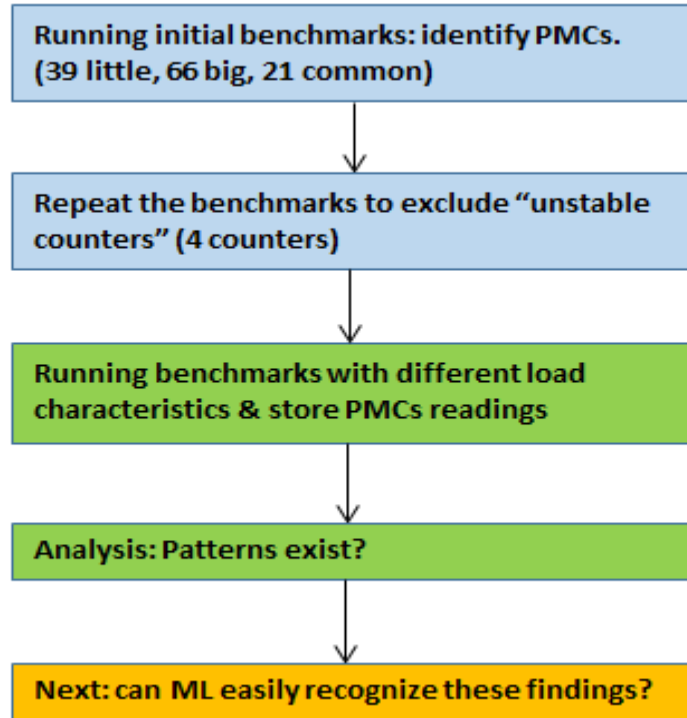 Running initial benchmarks: identify PMCs.
(39 little, 66 big, 21 common)
Repeat the benchmarks to exclude “unstable
counters” (4 counters)
Running benchmarks with different load
characteristics & store PMCs readings
Analysis: Patterns exist?
Next: can ML easily recognize these findings?